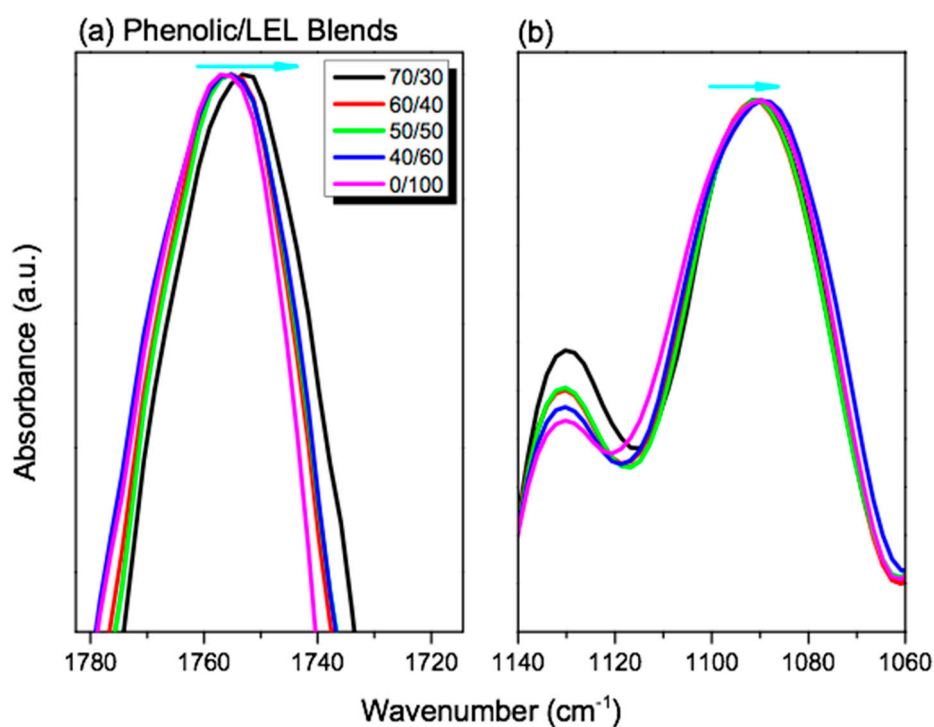 (a) Phenolic/LEL Blends
(b)
70/30
60/40
50/50
40/60
0/100
Absorbance (a.u.)
1780 1760 1740 1720
1140 1120 1100 1080 1060
Wavenumber (cm⁻¹)